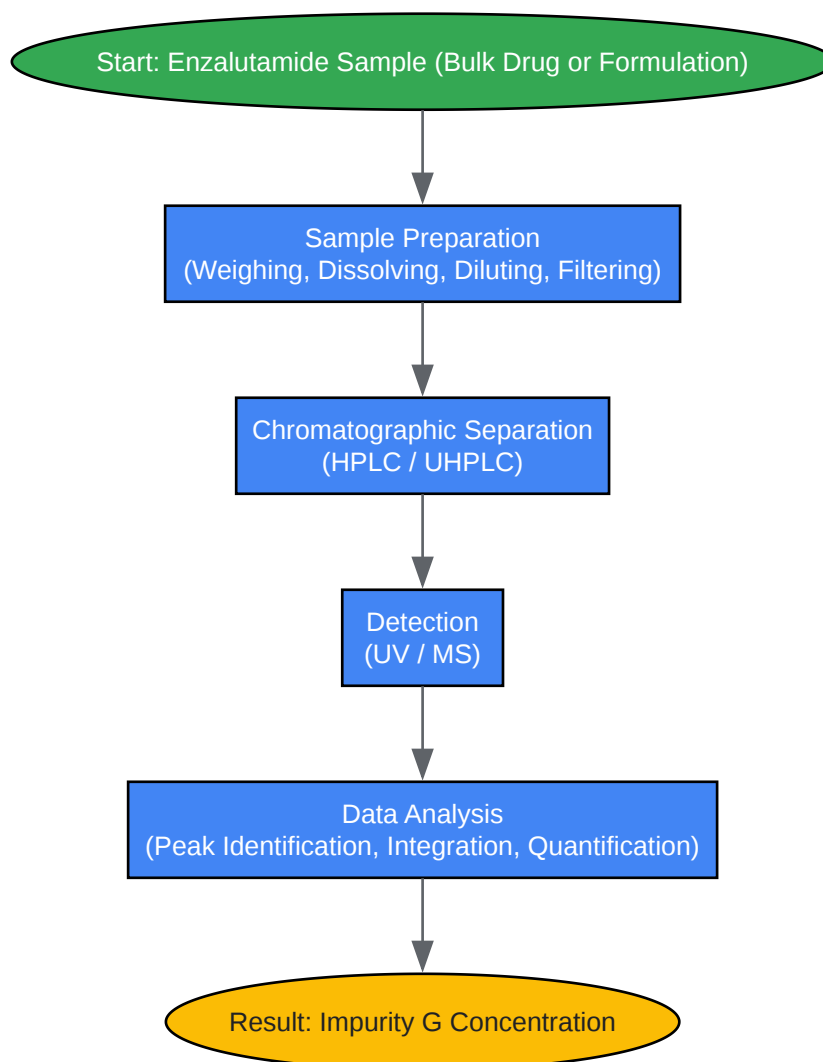 Start: Enzalutamide Sample (Bulk Drug or Formulation)
Sample Preparation
(Weighing, Dissolving, Diluting, Filtering)
Chromatographic Separation
(HPLC / UHPLC)
Detection
(UV / MS)
Data Analysis
(Peak Identification, Integration, Quantification)
Result: Impurity G Concentration